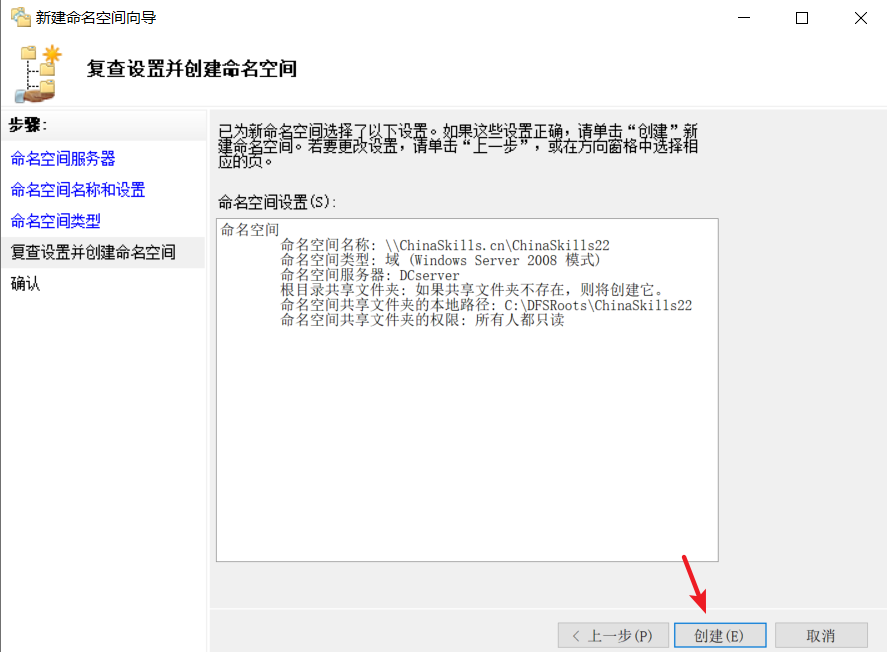 新建命名空间向导
复查设置并创建命名空间
步骤:
命名空间服务器
命名空间名称和设置
命名空间类型
复查设置并创建命名空间
确认
已为新命名空间选择了以下设置。如果这些设置正确，请单击“创建”新
建命名空间。若要更改设置，请单击“上一步”，或在方向窗格中选择相
应的页。
命名空间设置(S):
命名空间
命名空间名称: \\ChinaSkills.cn\ChinaSkills22
命名空间类型: 域 (Windows Server 2008 模式)
命名空间服务器: DCserver
根目录共享文件夹: 如果共享文件夹不存在，则将创建它。
命名空间共享文件夹的本地路径: C:\DFSRoots\ChinaSkills22
命名空间共享文件夹的权限: 所有人都只读
< 上一步(P)
创建(E)
取消